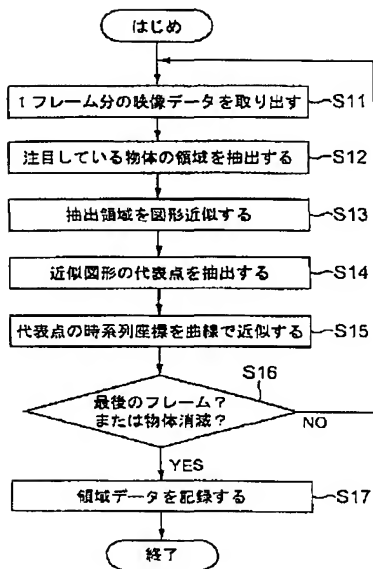 はじめ
1フレーム分の映像データを取り出す
S11
注目している物体の領域を抽出する
S12
抽出領域を図形近似する
S13
近似図形の代表点を抽出する
S14
代表点の時系列座標を曲線で近似する
S15
S16
最後のフレーム？
または物体消滅？
NO
YES
領域データを記録する
S17
終了